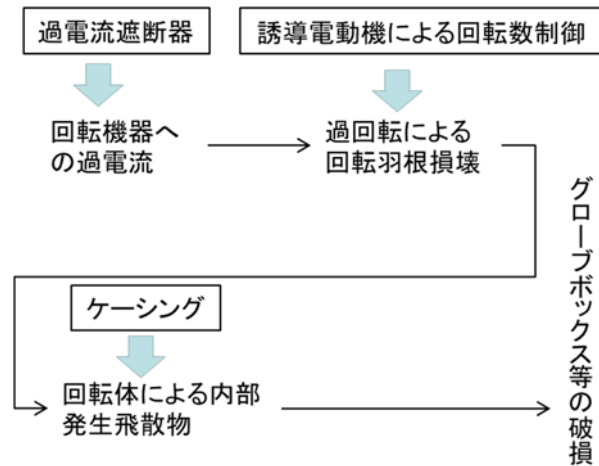 過電流遮断器
誘導電動機による回転数制御
回転機器へ
の過電流
過回転による
回転羽根損壊
ケーシング
回転体による内部
発生飛散物
グローブボックス等の破損